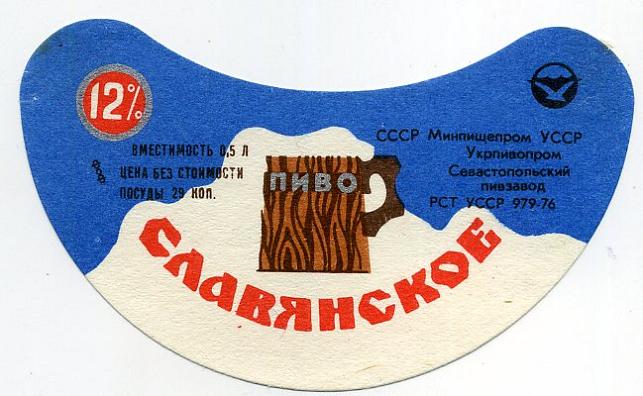 12%
ВМЕСТИМОСТЬ 0,5 Л
ЦЕНА БЕЗ СТОИМОСТИ
ПОСУДЫ 29 КОП.
ПИВО
СССР Минпищепром УССР
Укрпивопром
Севастопольский
пивзавод
РСТ УССР 979-76
СЛАВЯНСКОЕ